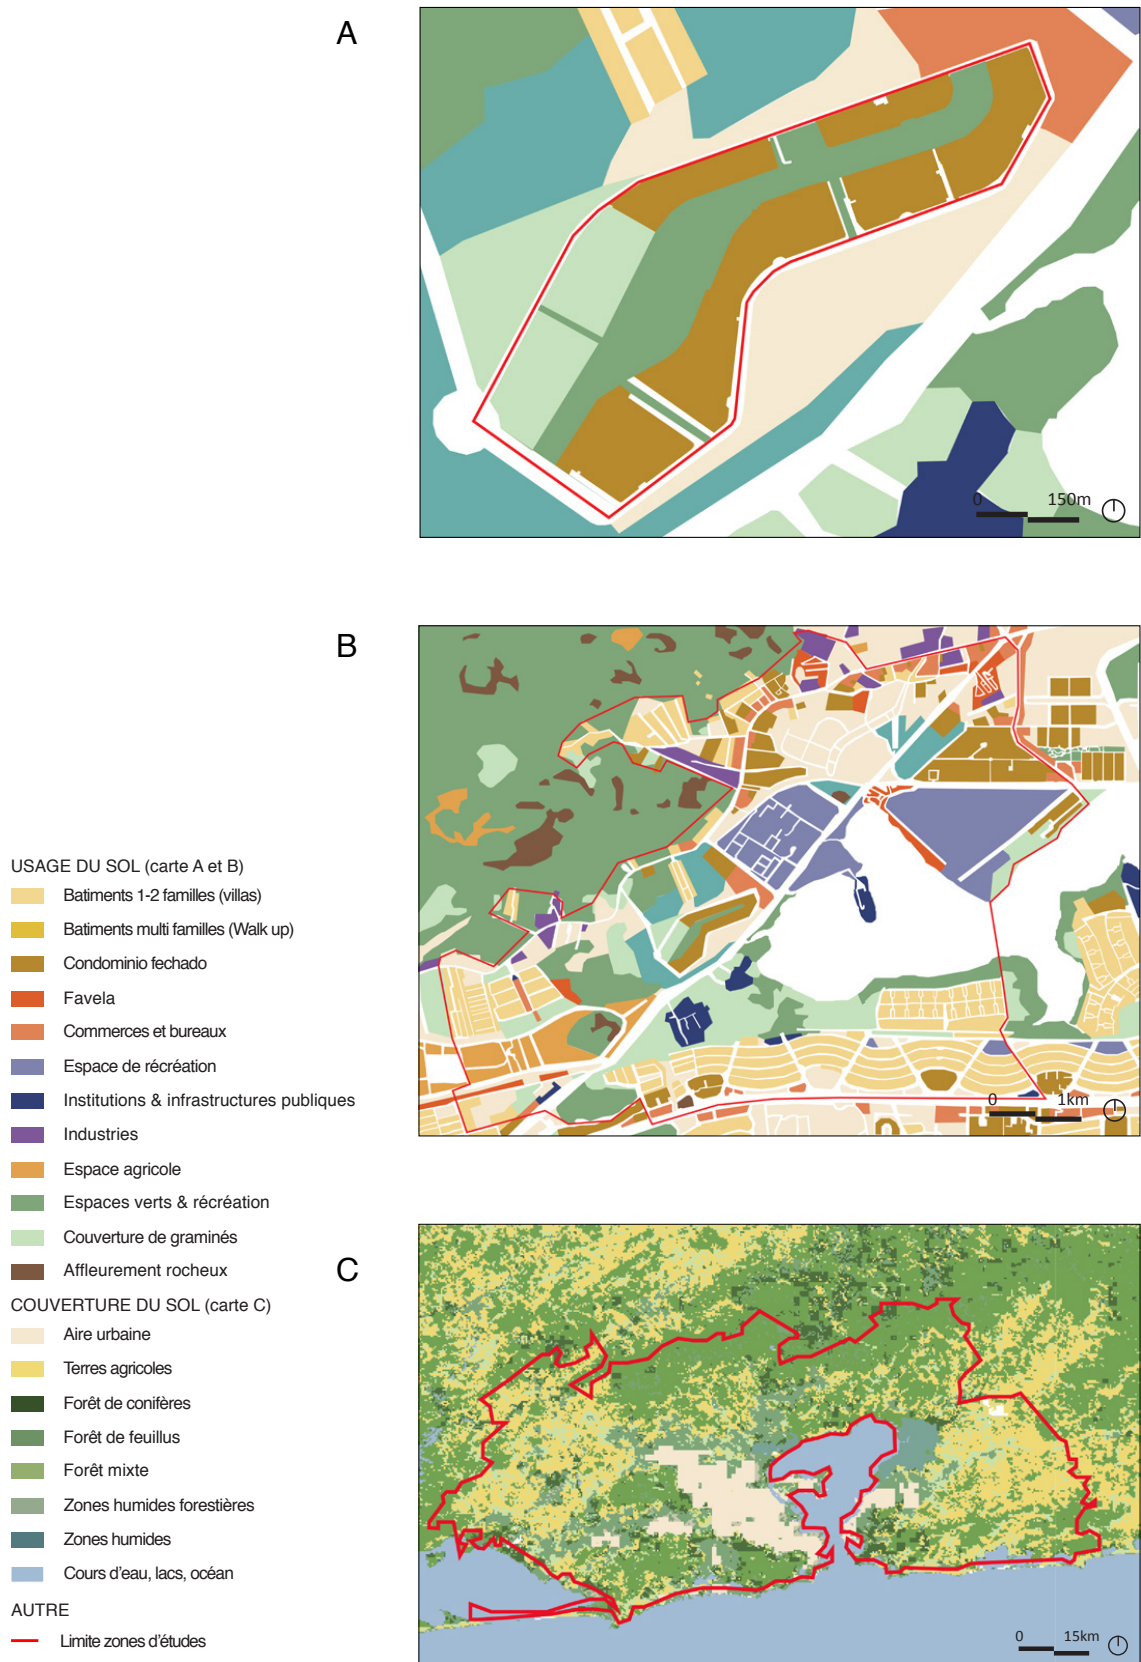 A
0 150m
B
0 1km
USAGE DU SOL (carte A et B)
Batiments 1-2 familles (villas)
Batiments multi familles (Walk up)
Condominio fechado
Favela
Commerces et bureaux
Espace de récréation
Institutions & infrastructures publiques
Industries
Espace agricole
Espaces verts & récréation
Couverture de graminés
Affleurement rocheux
C
COUVERTURE DU SOL (carte C)
Aire urbaine
Terres agricoles
Forêt de conifères
Forêt de feuillus
Forêt mixte
Zones humides forestières
Zones humides
Cours d'eau, lacs, océan
AUTRE
Limite zones d'études
0 15km